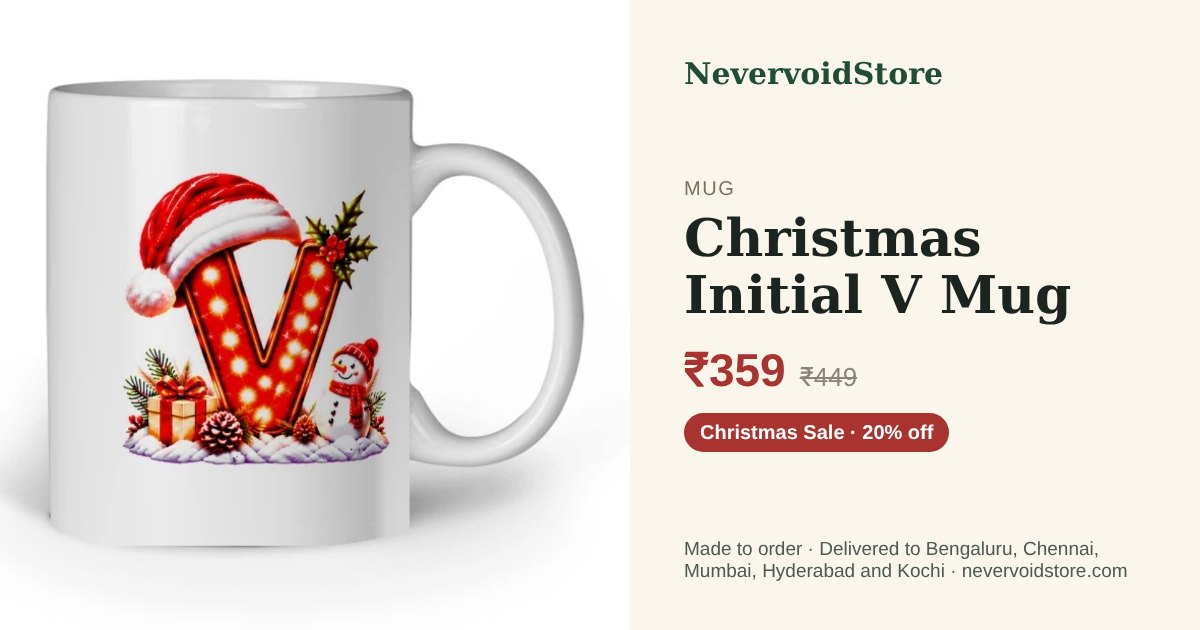 V
NevervoidStore
MUG
Christmas
Initial V Mug
₹359 ₹449
Christmas Sale · 20% off
Made to order · Delivered to Bengaluru, Chennai,
Mumbai, Hyderabad and Kochi · nevervoidstore.com